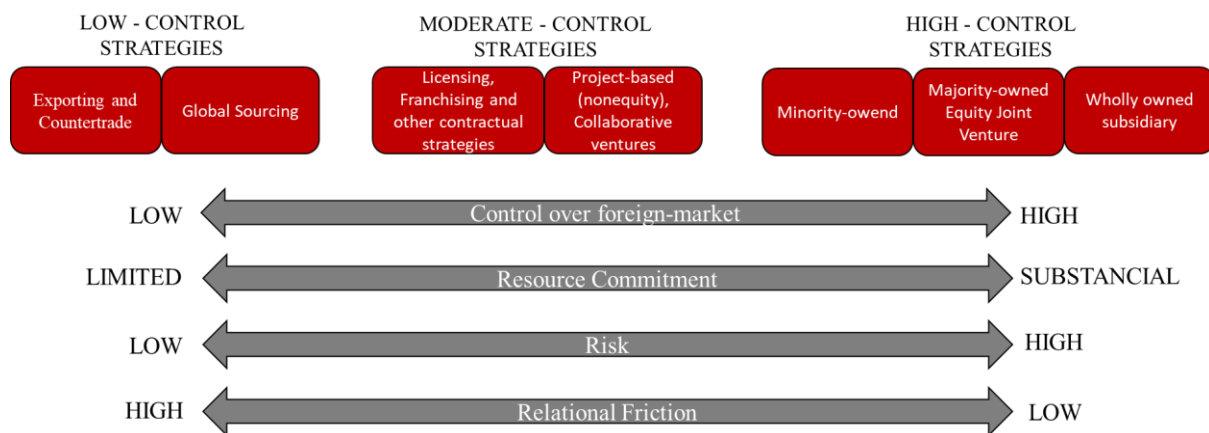 LOW - CONTROL
STRATEGIES
MODERATE - CONTROL
STRATEGIES
HIGH - CONTROL
STRATEGIES
Exporting and
Countertrade
Global Sourcing
Licensing,
Franchising and
other contractual
strategies
Project-based
(nonequity),
Collaborative
ventures
Minority-owend
Majority-owned
Equity Joint
Venture
Wholly owned
subsidiary
LOW
Control over foreign-market
HIGH
LIMITED
Resource Commitment
SUBSTANCIAL
LOW
Risk
HIGH
HIGH
Relational Friction
LOW